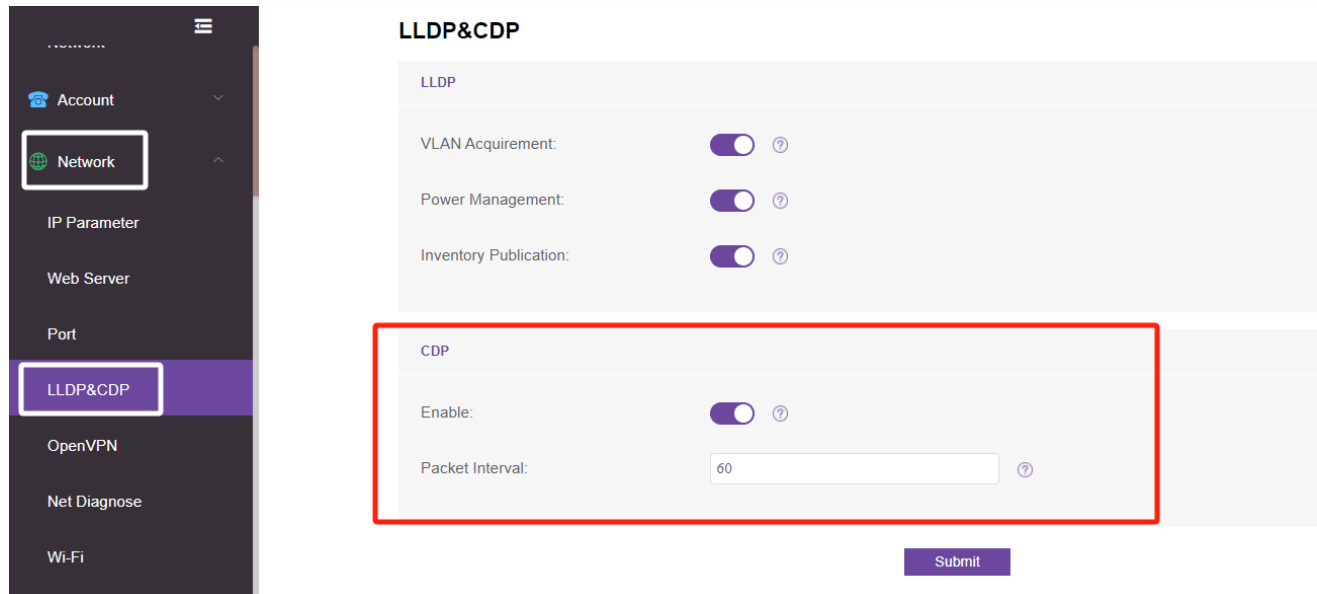 Account
Network
IP Parameter
Web Server
Port
LLDP&CDP
OpenVPN
Net Diagnose
Wi-Fi
LLDP&CDP
LLDP
VLAN Acquirement:
Power Management:
Inventory Publication:
CDP
Enable:
Packet Interval:
60
Submit